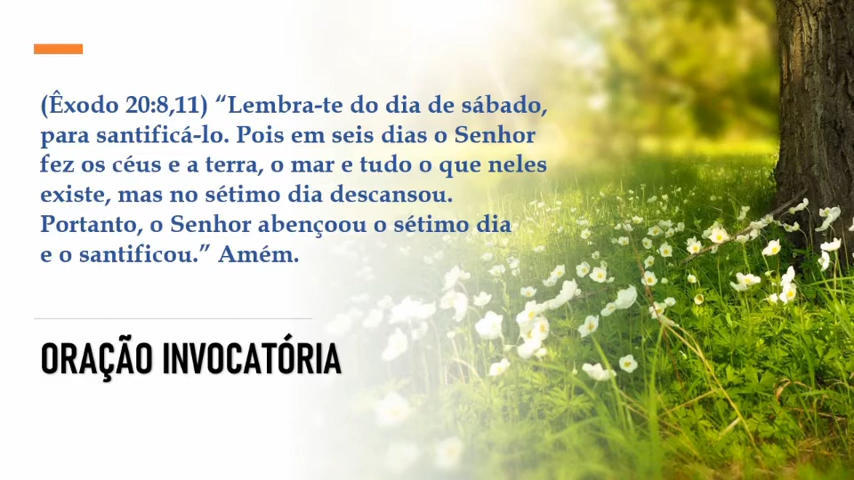 (Êxodo 20:8,11) “Lembra-te do dia de sábado,
para santificá-lo. Pois em seis dias o Senhor
fez os céus e a terra, o mar e tudo o que neles
existe, mas no sétimo dia descansou.
Portanto, o Senhor abençoou o sétimo dia
e o santificou.” Amém.
ORAÇÃO INVOCATÓRIA